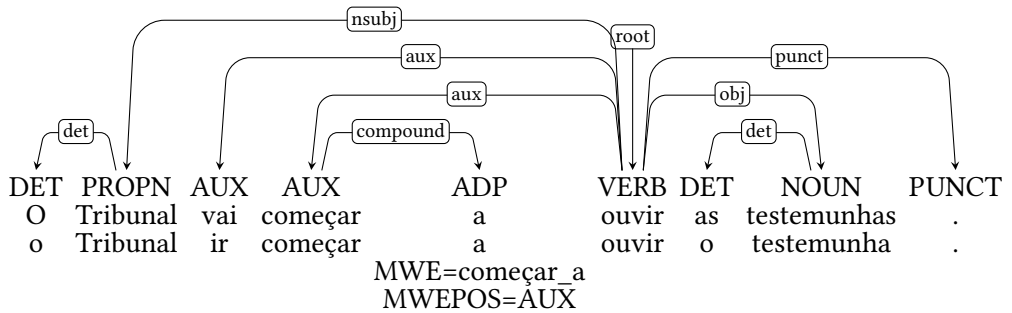 nsubj
root
aux
punct
aux
obj
det
compound
det
DET PROPN AUX AUX ADP VERB DET NOUN PUNCT
O Tribunal vai começar a ouvir as testemunhas .
o Tribunal ir começar a ouvir o testemunha .
MWE=começar_a
MWEPOS=AUX